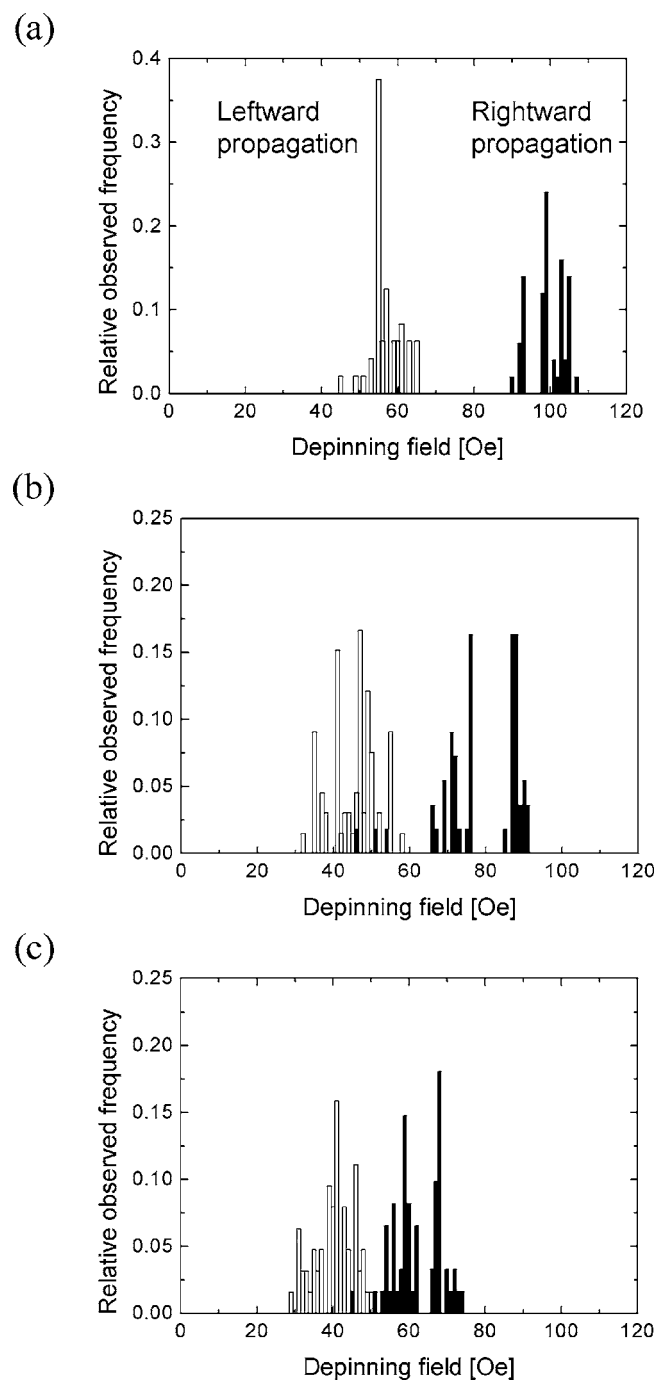 (a)
0.4
0.3
0.2
0.1
0.0
Relative observed frequency
Leftward
propagation
Rightward
propagation
0 20 40 60 80 100 120
Depinning field [Oe]
(b)
0.25
0.20
0.15
0.10
0.05
0.00
Relative observed frequency
0 20 40 60 80 100 120
Depinning field [Oe]
(c)
0.25
0.20
0.15
0.10
0.05
0.00
Relative observed frequency
0 20 40 60 80 100 120
Depinning field [Oe]